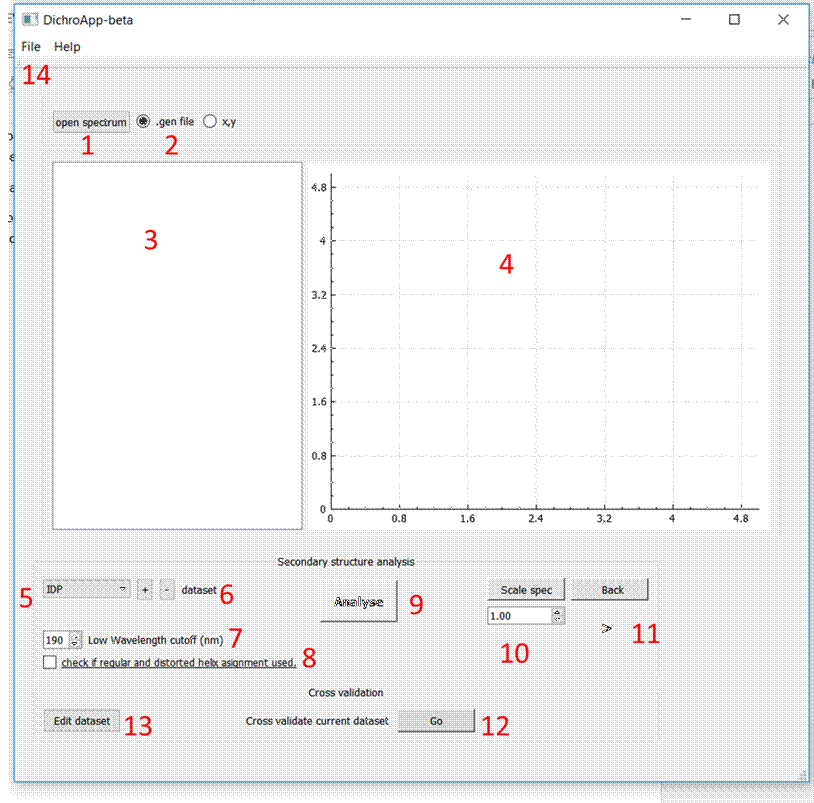 DichroApp-beta
File Help
14
open spectrum .gen file x,y
1 2
3
4
4.8
4
3.2
2.4
1.6
0.8
0
0 0.8 1.6 2.4 3.2 4 4.8
Secondary structure analysis
5 IDP + - dataset 6 Analyse 9 Scale spec Back
190 Low Wavelength cutoff (nm) 7 1.00 > 11
check if regular and distorted helix asignment used. 8 10
Cross validation
Edit dataset 13 Cross validate current dataset Go 12